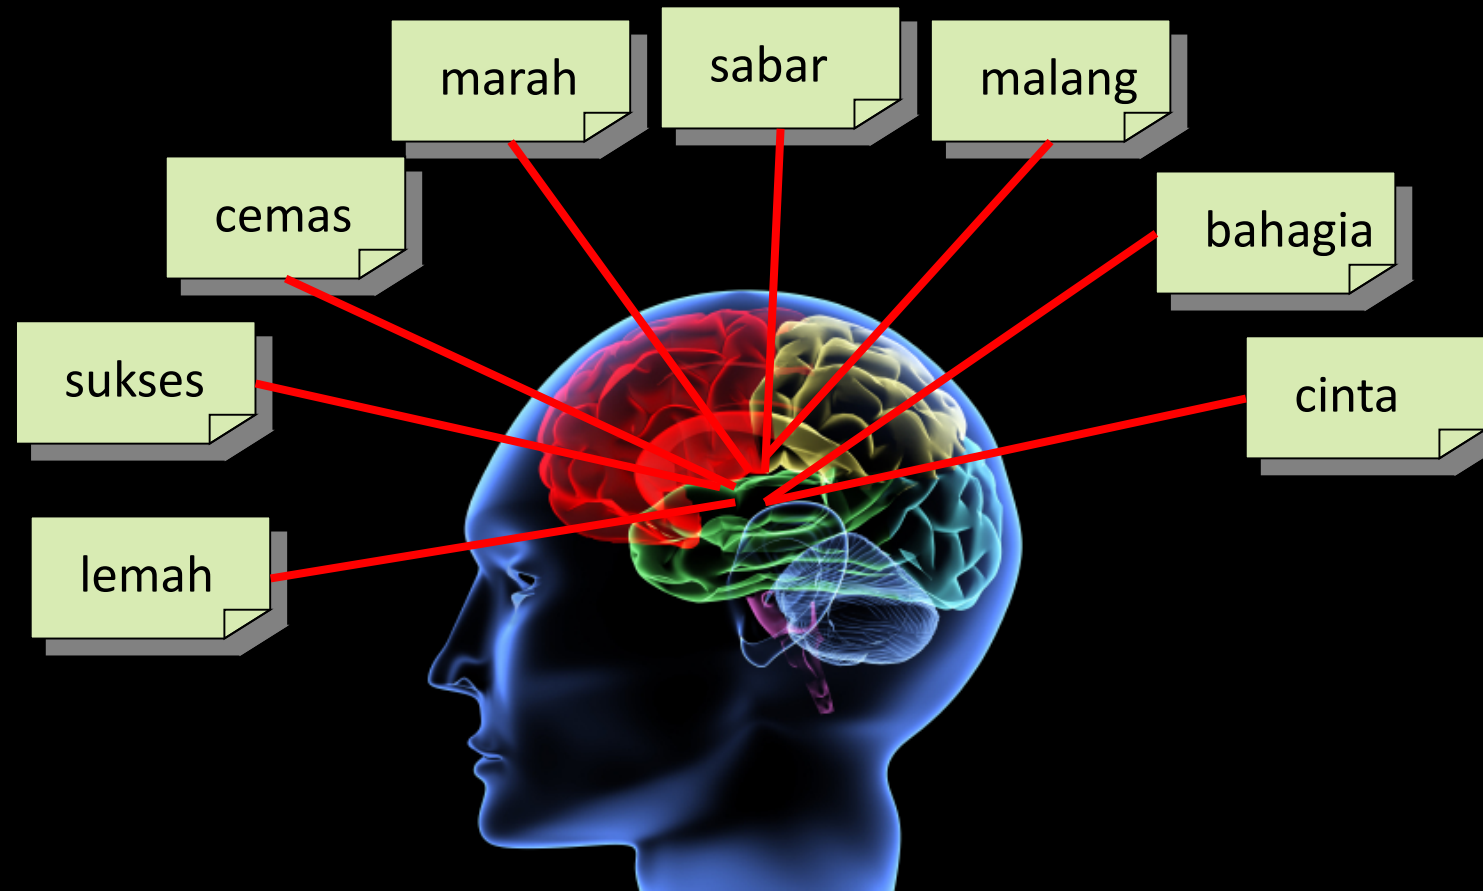 marah
sabar
malang
cemas
bahagia
sukses
cinta
lemah